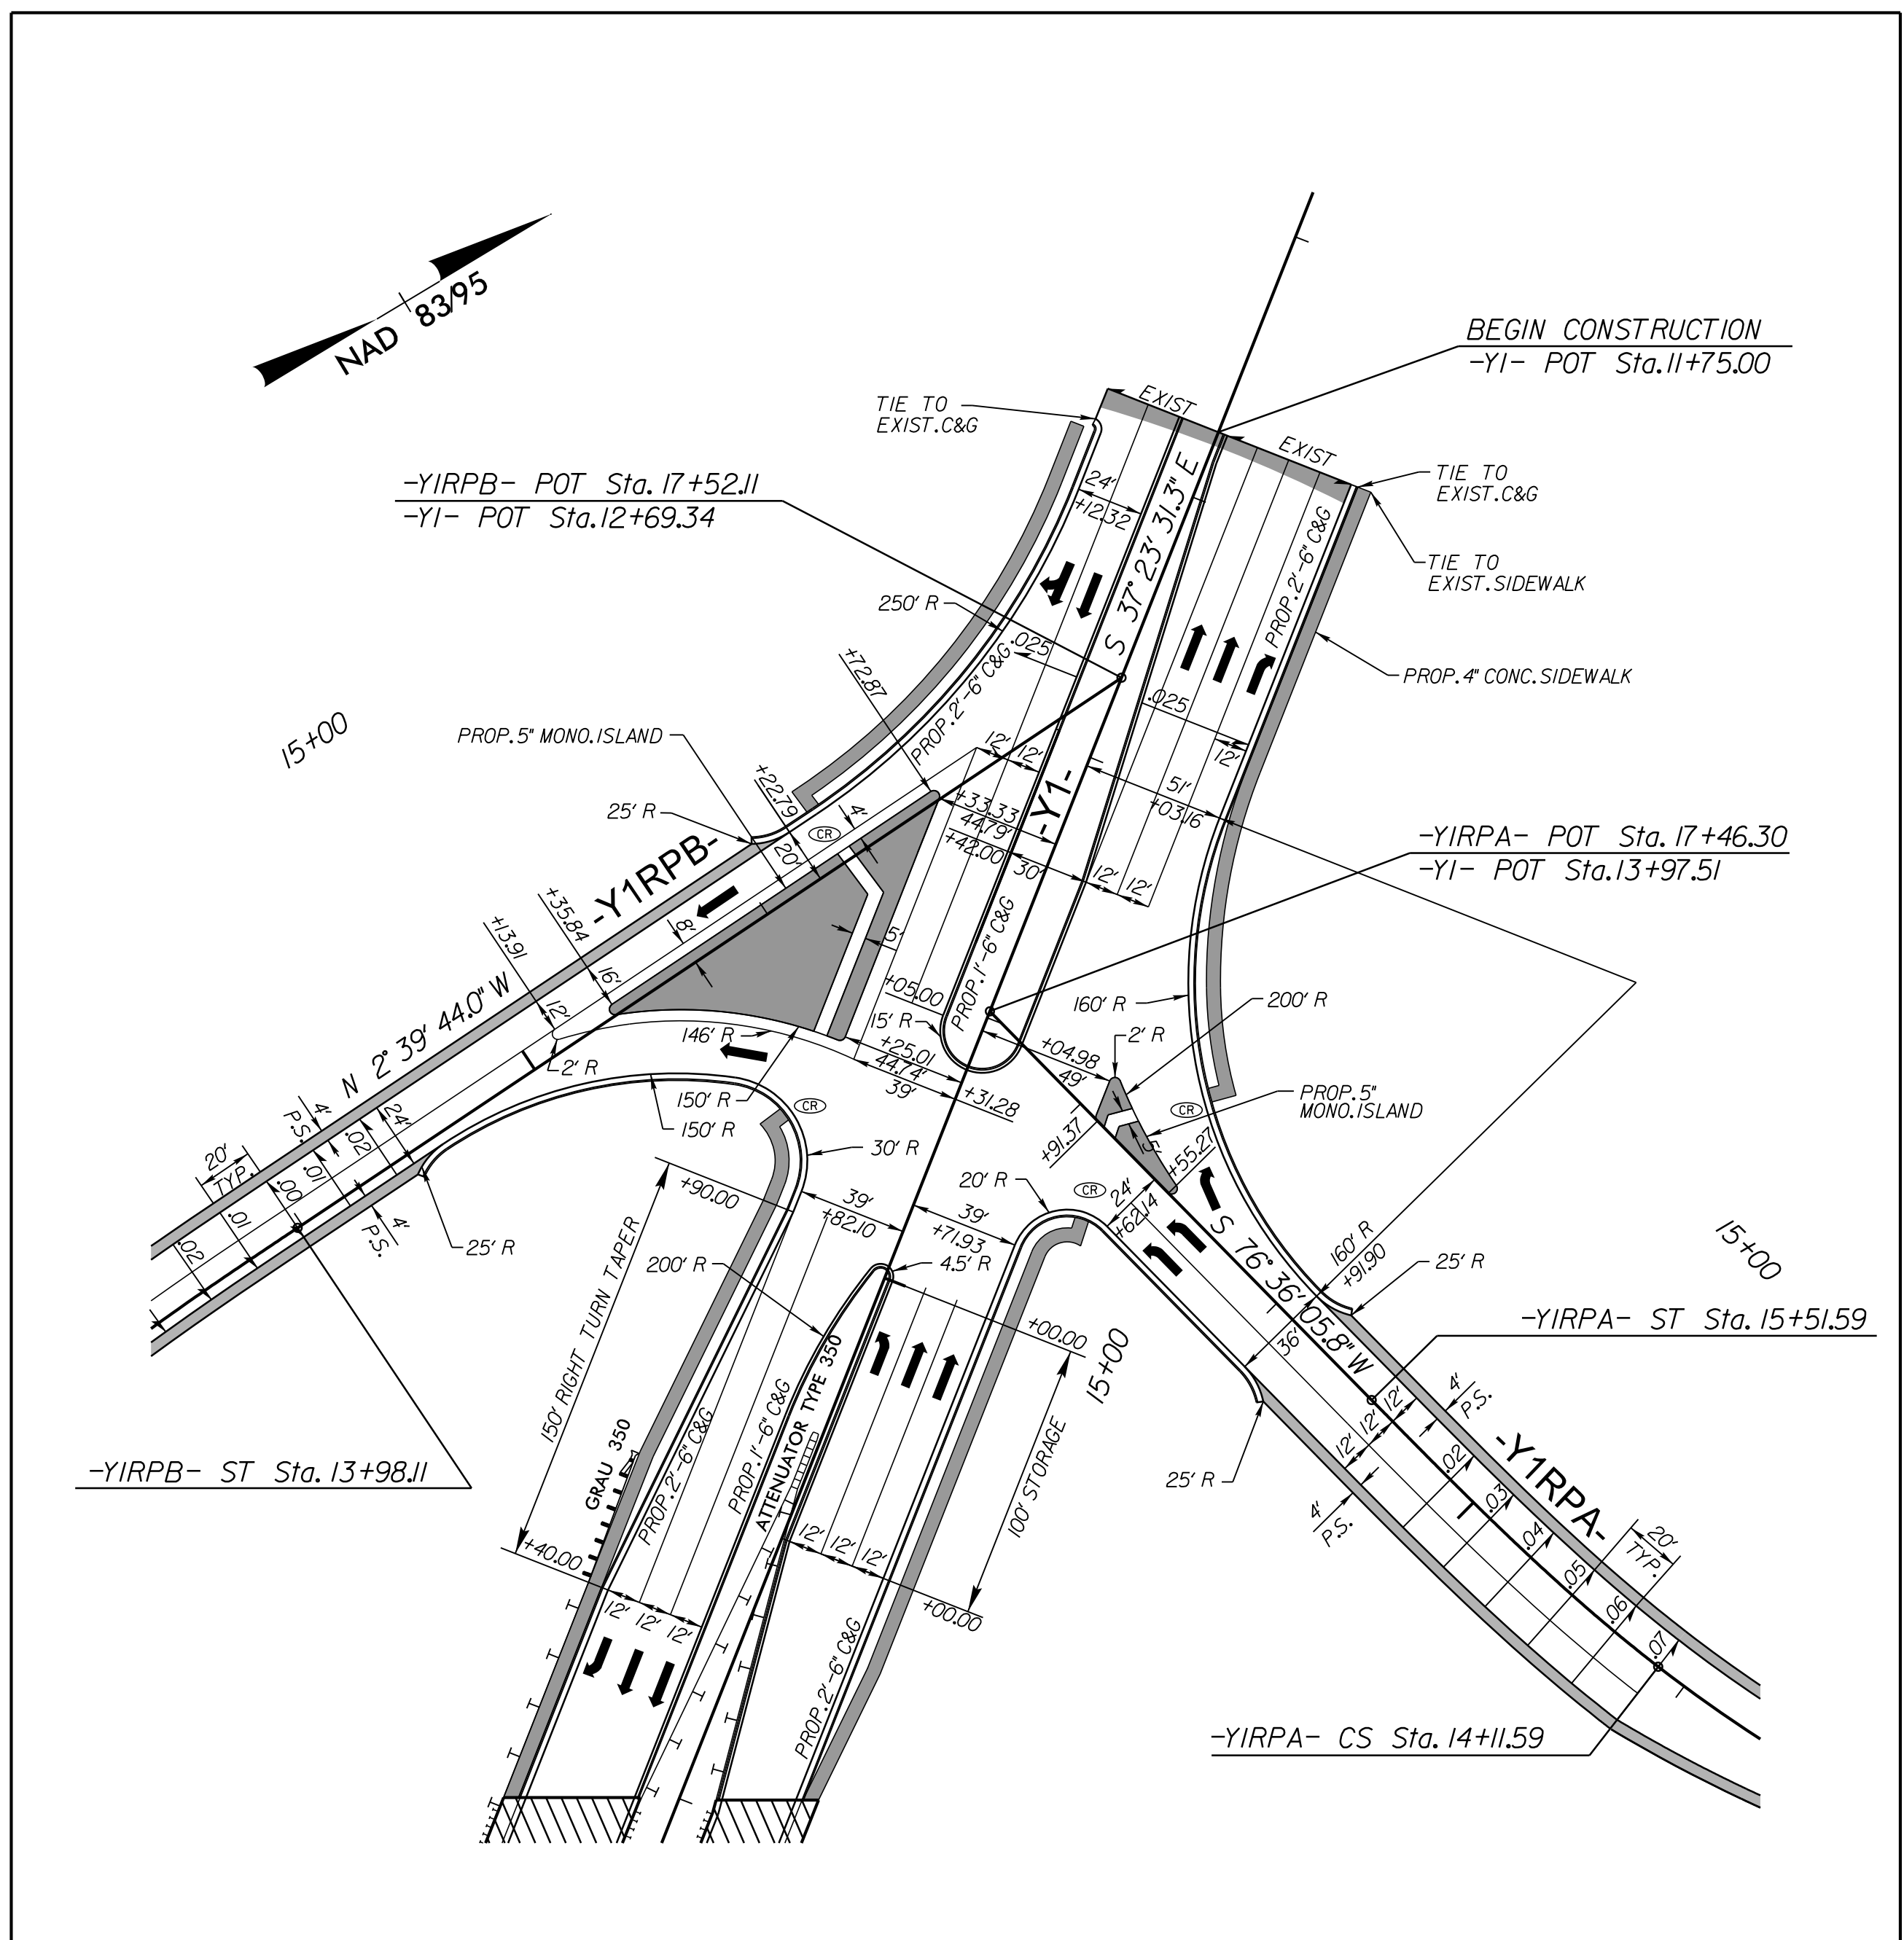 NAD 83/95
BEGIN CONSTRUCTION
-Y1- POT Sta. 11+75.00
TIE TO
EXIST. C&G
EXIST
EXIST
TIE TO
EXIST. C&G
-Y1RPB- POT Sta. 17+52.11
-Y1- POT Sta. 12+69.34
24'
+12.32
S 37° 23' 31.3" E
PROP. 2'-6" C&G
TIE TO
EXIST. SIDEWALK
250' R
.025
PROP. 2'-6" C&G
PROP. 4" CONC. SIDEWALK
+72.87
.025
12'
15+00
PROP. 5" MONO. ISLAND
12'
12'
-Y1-
51'
+03.16
+22.79
25' R
4'
CR
20'
+33.33
44.79'
+42.00
30'
12'
12'
-Y1RPA- POT Sta. 17+46.30
-Y1- POT Sta. 13+97.51
-Y1RPB-
+35.84
+13.91
16'
12'
8'
5'
PROP. 1'-6" C&G
+05.00
15' R
160' R
200' R
N 2° 39' 44.0" W
146' R
2' R
+25.01
44.74'
39'
+31.28
+04.98
49'
2' R
PROP. 5"
MONO. ISLAND
CR
150' R
150' R
CR
4'
P.S.
24'
.02
.01
.00
.01
.02
20'
TYP.
4'
P.S.
25' R
30' R
+91.37
5'
+55.27
20' R
CR
24'
+62.14
+90.00
39'
+82.10
39'
+71.93
200' R
4.5' R
150' RIGHT TURN TAPER
S 76° 36' 05.8" W
160' R
+91.90
25' R
15+00
-Y1RPA- ST Sta. 15+51.59
+00.00
15+00
36'
100' STORAGE
GRAU 350
PROP. 2'-6" C&G
PROP. 1'-6" C&G
ATTENUATOR TYPE 350
-Y1RPB- ST Sta. 13+98.11
25' R
12'
12'
12'
4'
P.S.
4'
P.S.
-Y1RPA-
.02
.03
.04
.05
.06
.07
20'
TYP.
+40.00
12'
12'
12'
12'
12'
12'
+00.00
PROP. 2'-6" C&G
-Y1RPA- CS Sta. 14+11.59